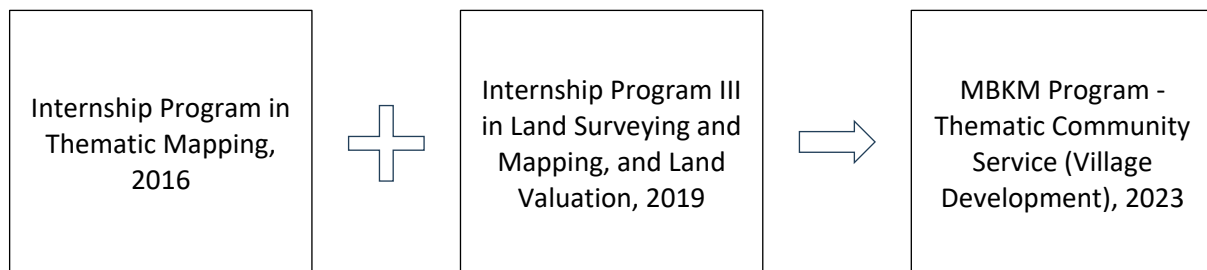 Internship Program in
Thematic Mapping,
2016
Internship Program III
in Land Surveying and
Mapping, and Land
Valuation, 2019
MBKM Program -
Thematic Community
Service (Village
Development), 2023